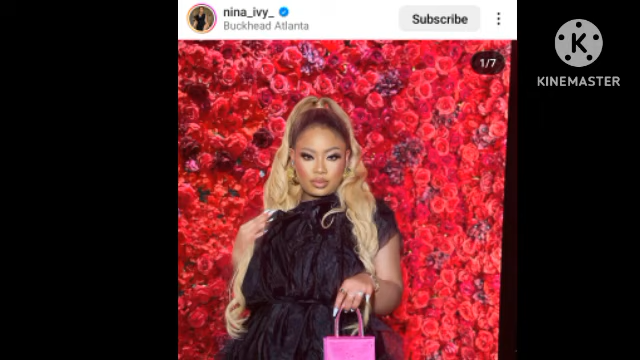 nina_ivy_
Subscribe
Buckhead Atlanta
1/7
K
KINEMASTER